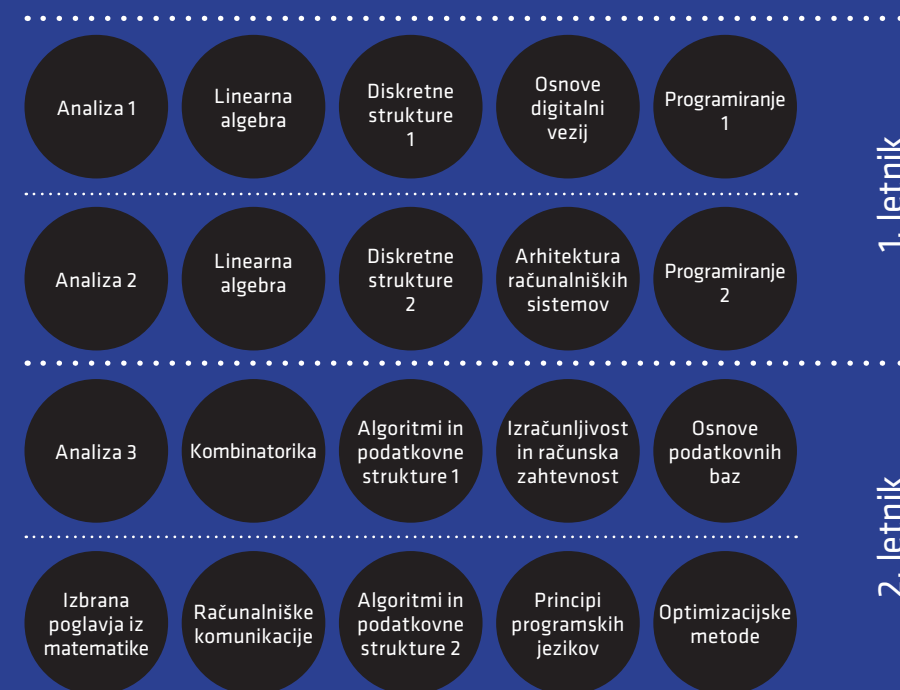 Analiza 1
Linearna
algebra
Diskretne
strukture
1
Osnove
digitalni
vezij
Programiranje
1
1. letnik
Analiza 2
Linearna
algebra
Diskretne
strukture
2
Arhitektura
računalniških
sistemov
Programiranje
2
Analiza 3
Kombinatorika
Algoritmi in
podatkovne
strukture 1
Izračunljivost
in računska
zahtevnost
Osnove
podatkovnih
baz
2. letnik
Izbrana
poglavja iz
matematike
Računalniške
komunikacije
Algoritmi in
podatkovne
strukture 2
Principi
programskih
jezikov
Optimizacijske
metode